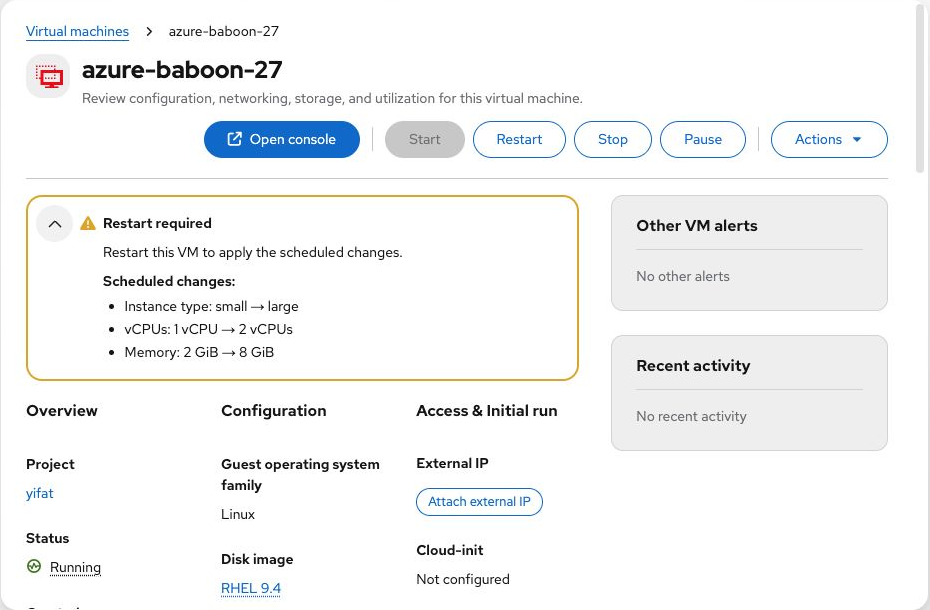 Virtual machines > azure-baboon-27
azure-baboon-27
Review configuration, networking, storage, and utilization for this virtual machine.
Open console
Start
Restart
Stop
Pause
Actions
Restart required
Restart this VM to apply the scheduled changes.
Scheduled changes:
• Instance type: small → large
• vCPUs: 1 vCPU → 2 vCPUs
• Memory: 2 GiB → 8 GiB
Other VM alerts
No other alerts
Recent activity
No recent activity
Overview
Project
yifat
Status
Running
Configuration
Guest operating system
family
Linux
Disk image
RHEL 9.4
Access & Initial run
External IP
Attach external IP
Cloud-init
Not configured